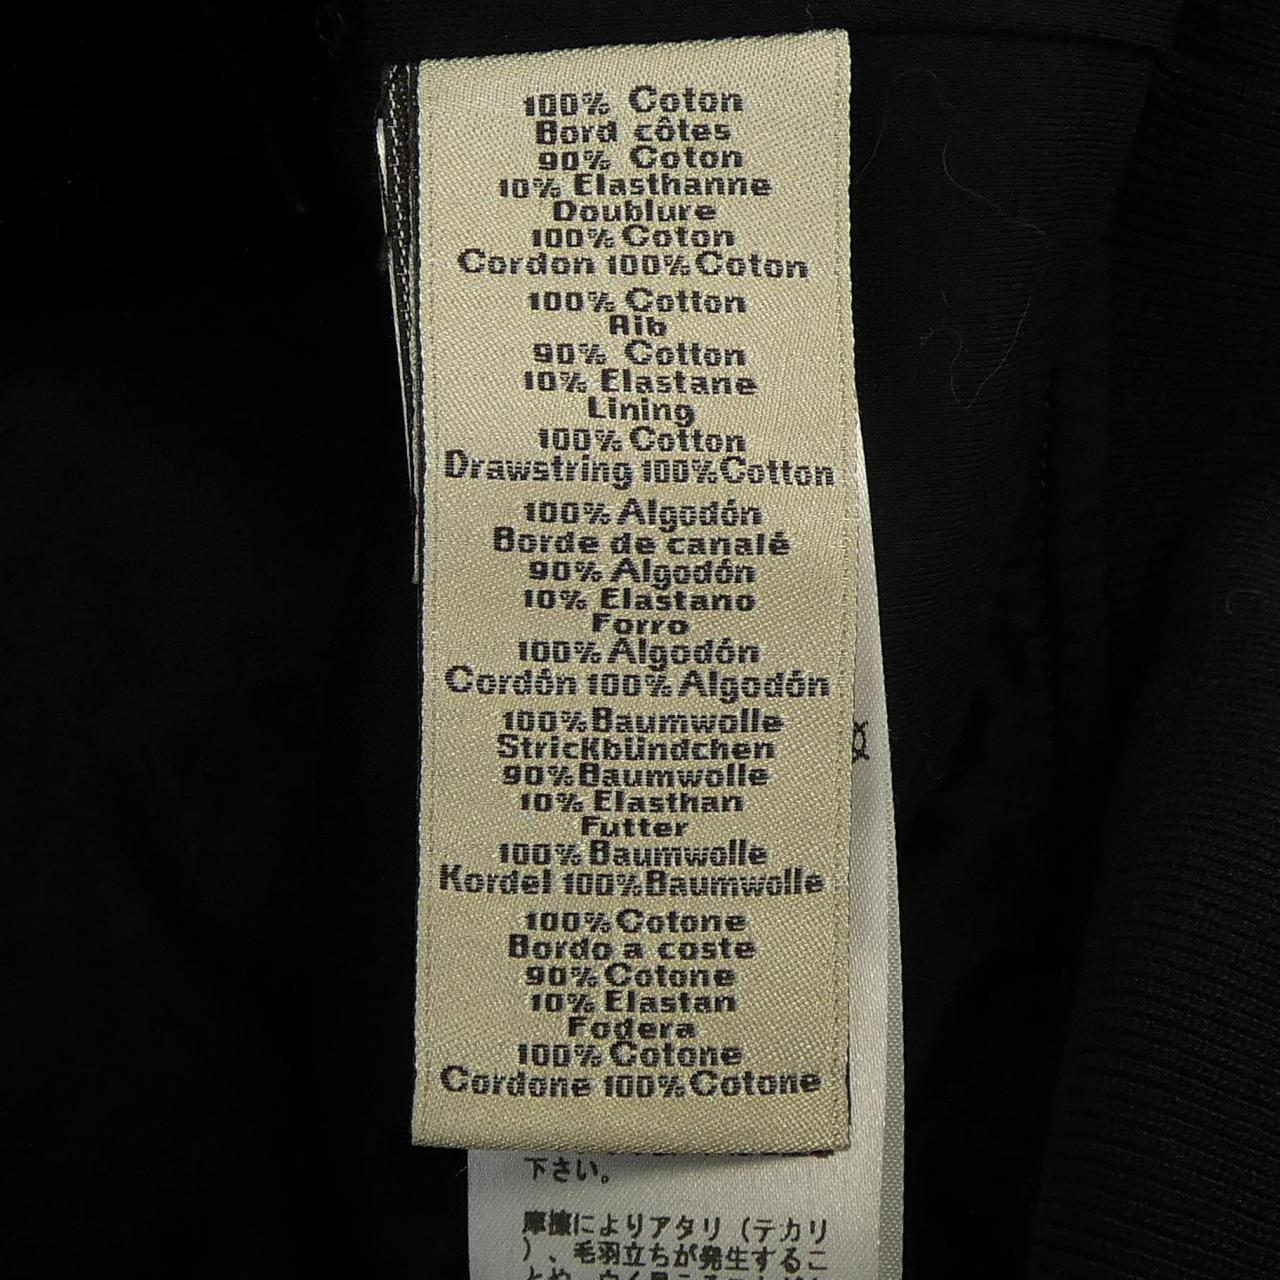 100% Coton
Bord côtes
90% Coton
10% Elasthanne
Doublure
100% Coton
Cordon 100% Coton
100% Cotton
Rib
90% Cotton
10% Elastane
Lining
100% Cotton
Drawstring 100% Cotton
100% Algodón
Borde de canalé
90% Algodón
10% Elastano
Forro
100% Algodón
Cordón 100% Algodón
100% Baumwolle
Strickbündchen
90% Baumwolle
10% Elasthan
Futter
100% Baumwolle
Kordel 100% Baumwolle
100% Cotone
Bordo a coste
90% Cotone
10% Elastan
Fodera
100% Cotone
Cordone 100% Cotone
下さい。
摩擦によりアタリ（テカリ
）、毛羽立ちが発生するこ